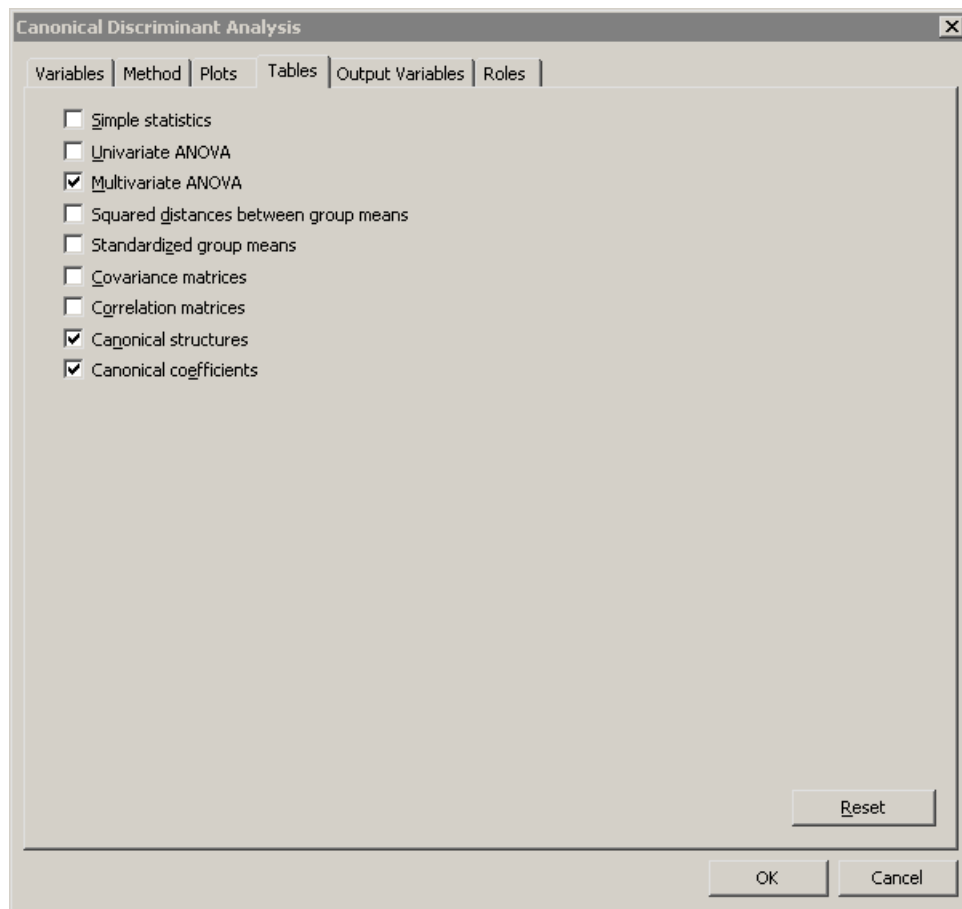 Canonical Discriminant Analysis
Variables Method Plots Tables Output Variables Roles
Simple statistics
Univariate ANOVA
Multivariate ANOVA
Squared distances between group means
Standardized group means
Covariance matrices
Correlation matrices
Canonical structures
Canonical coefficients
Reset
OK Cancel